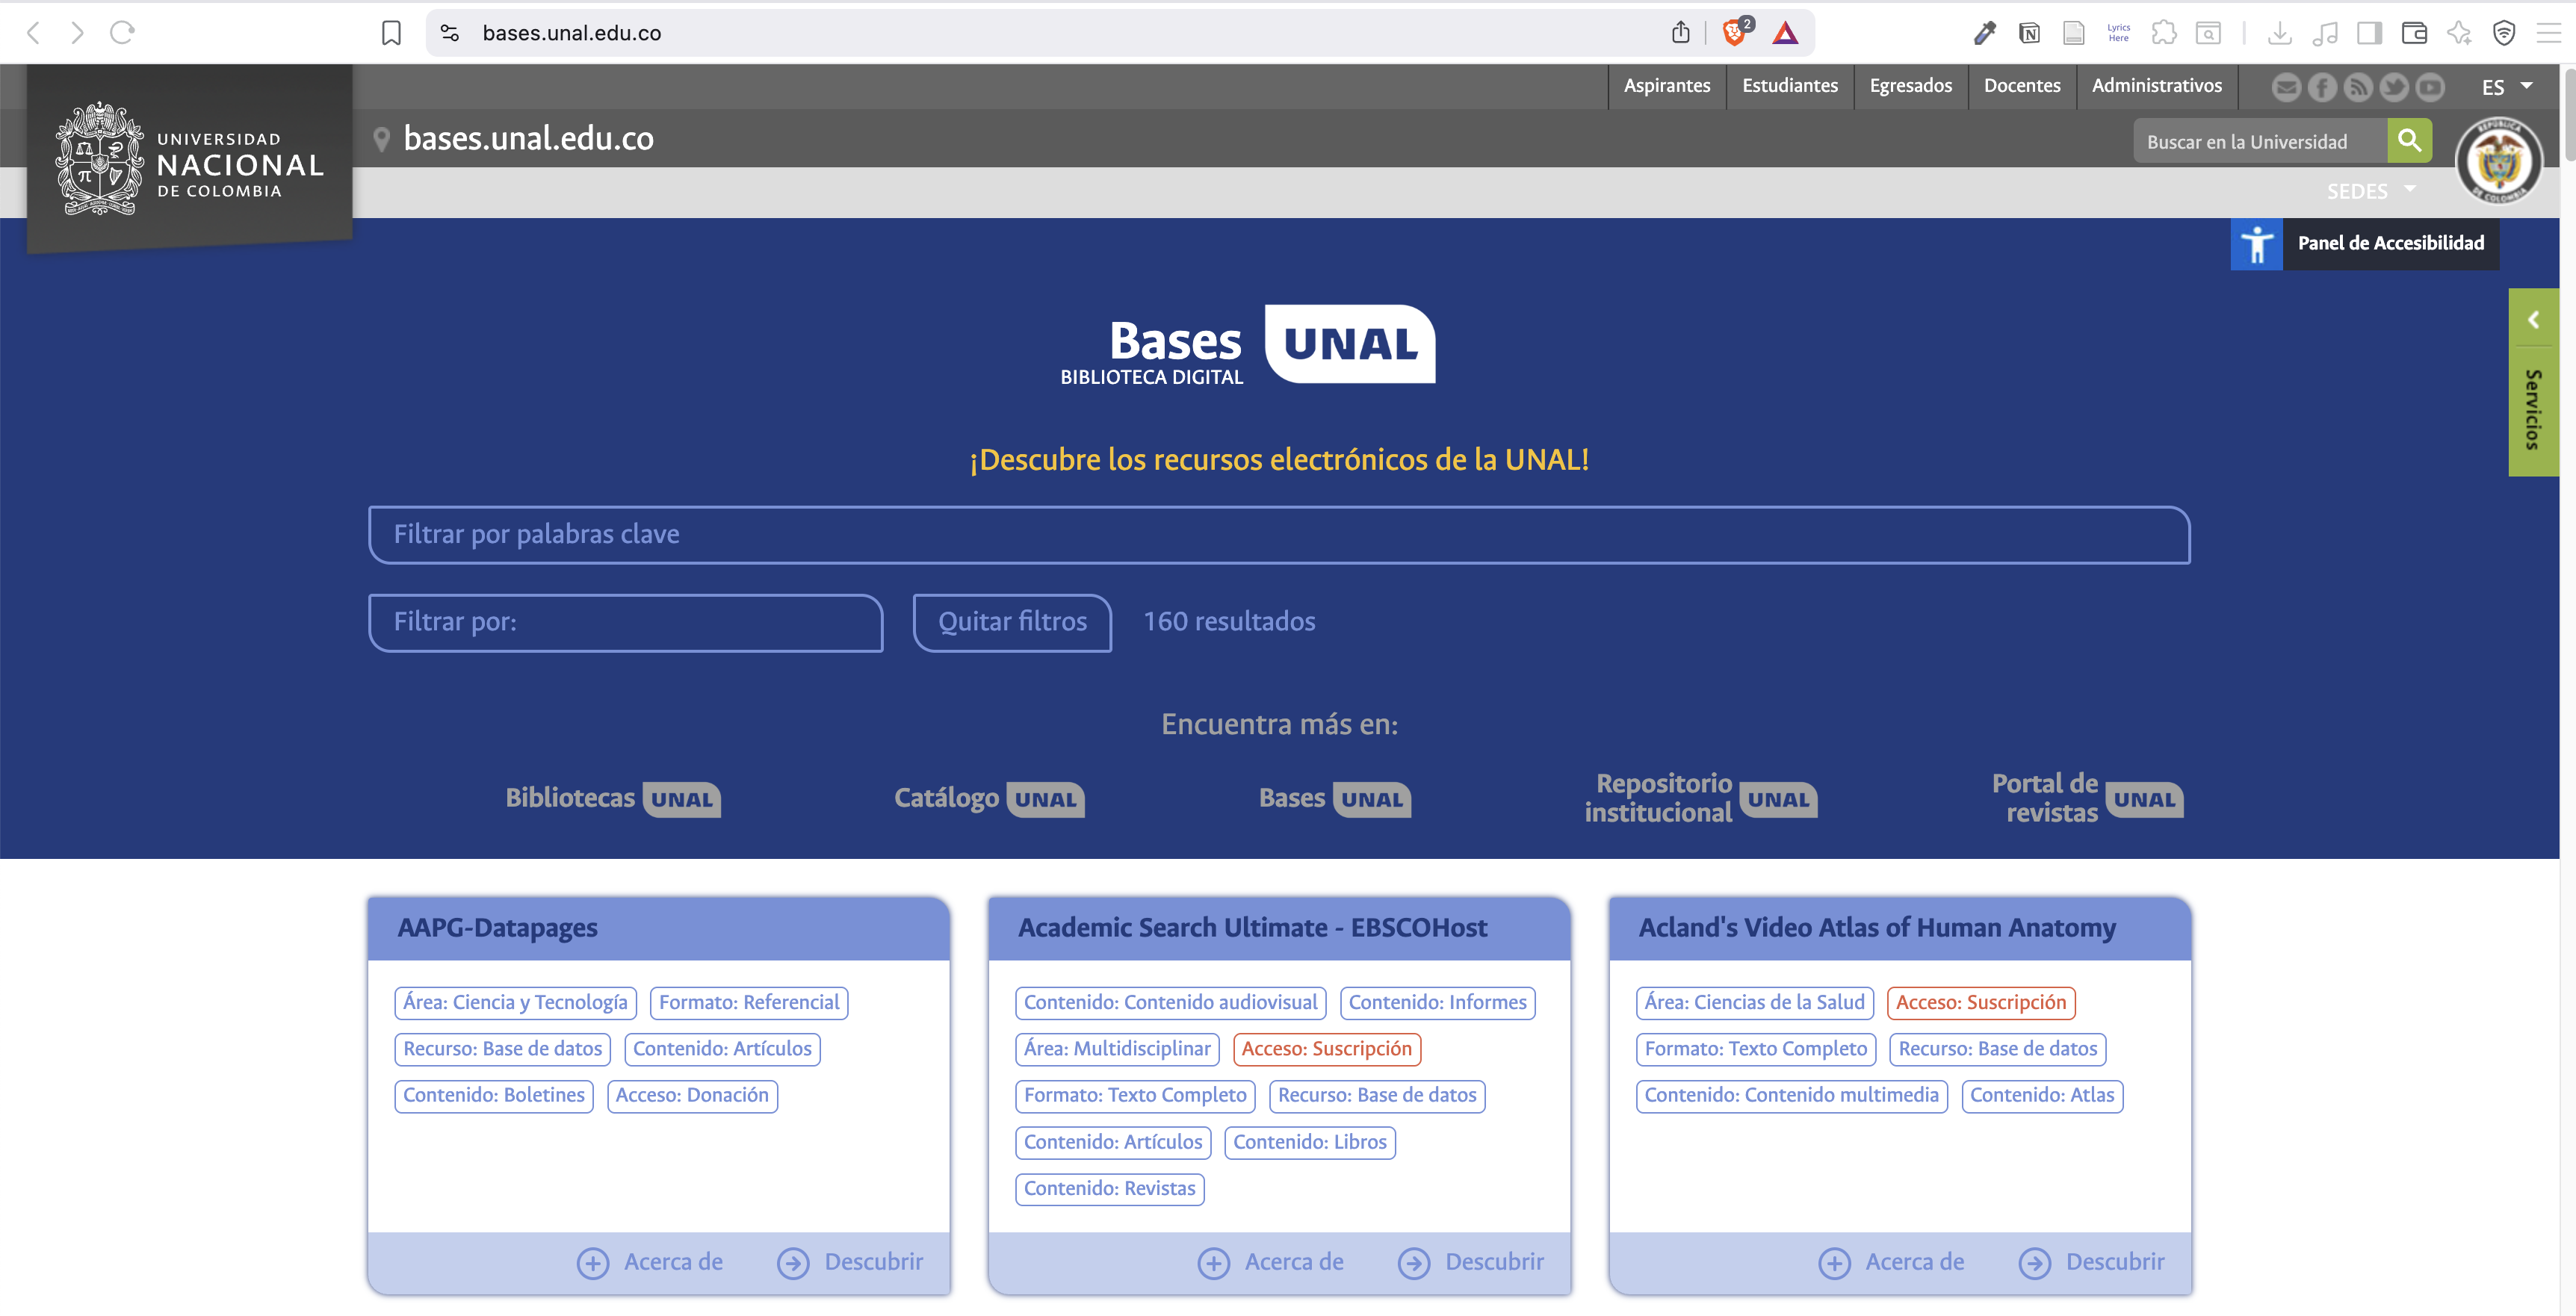 bases.unal.edu.co
2
Lyrics
Here
Aspirantes
Estudiantes
Egresados
Docentes
Administrativos
ES
UNIVERSIDAD
NACIONAL
DE COLOMBIA
bases.unal.edu.co
Buscar en la Universidad
SEDES
Panel de Accesibilidad
Servicios
Bases UNAL
BIBLIOTECA DIGITAL
¡Descubre los recursos electrónicos de la UNAL!
Filtrar por palabras clave
Filtrar por:
Quitar filtros
160 resultados
Encuentra más en:
Bibliotecas UNAL
Catálogo UNAL
Bases UNAL
Repositorio
institucional UNAL
Portal de
revistas UNAL
AAPG-Datapages
Área: Ciencia y Tecnología
Formato: Referencial
Recurso: Base de datos
Contenido: Artículos
Contenido: Boletines
Acceso: Donación
Acerca de
Descubrir
Academic Search Ultimate - EBSCOHost
Contenido: Contenido audiovisual
Contenido: Informes
Área: Multidisciplinar
Acceso: Suscripción
Formato: Texto Completo
Recurso: Base de datos
Contenido: Artículos
Contenido: Libros
Contenido: Revistas
Acerca de
Descubrir
Acland's Video Atlas of Human Anatomy
Área: Ciencias de la Salud
Acceso: Suscripción
Formato: Texto Completo
Recurso: Base de datos
Contenido: Contenido multimedia
Contenido: Atlas
Acerca de
Descubrir